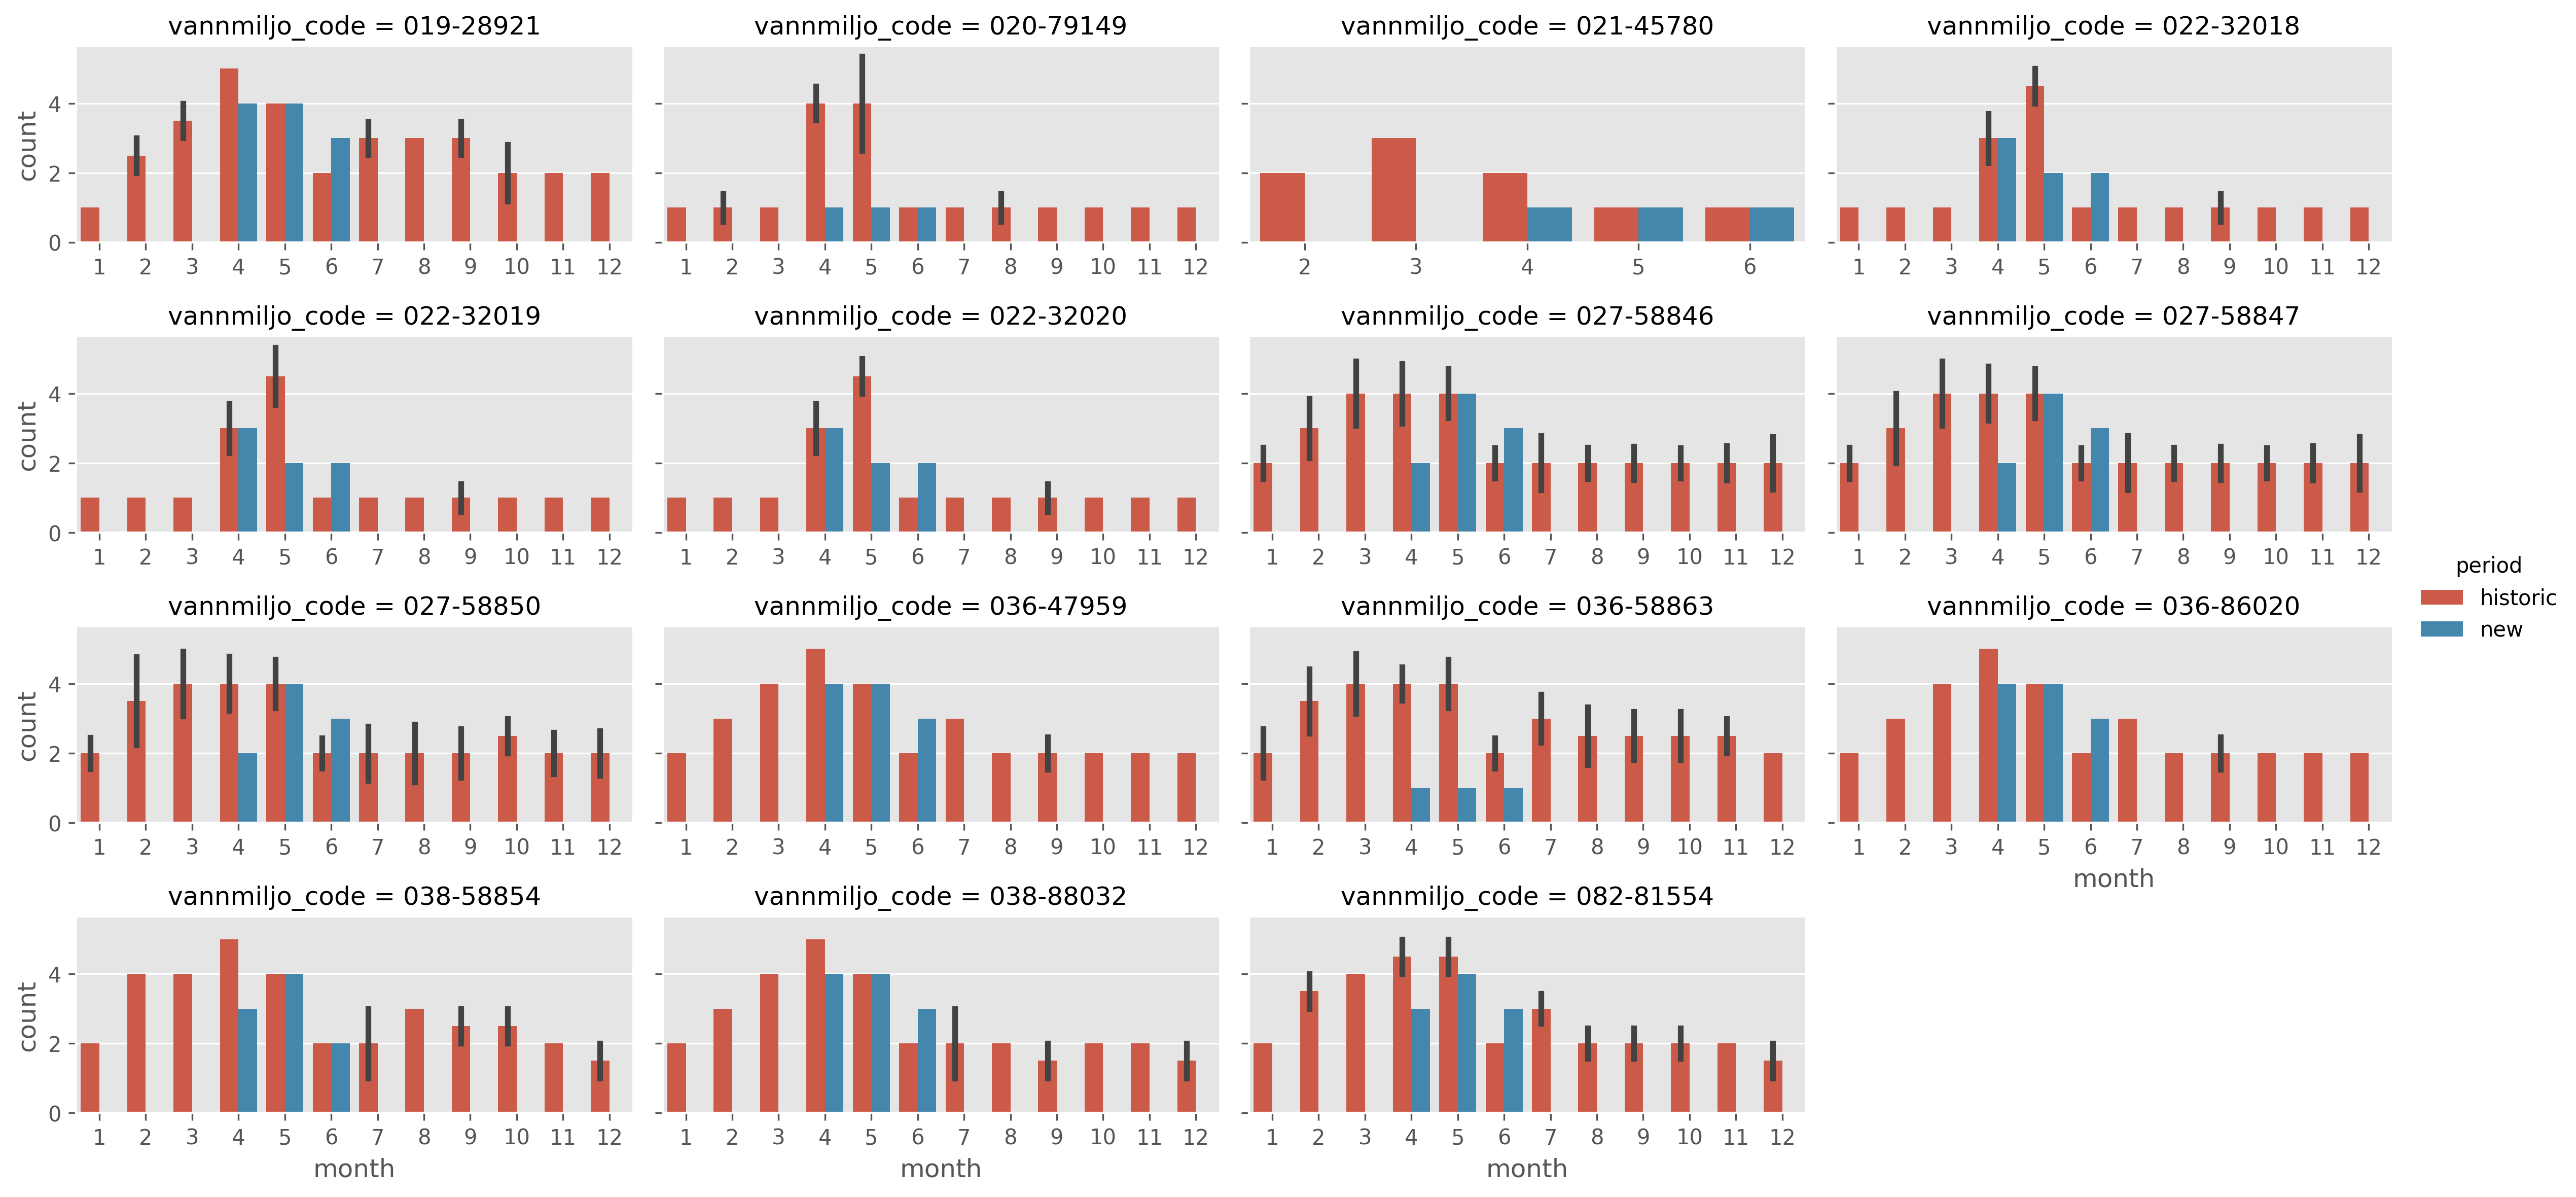 vannmiljo_code = 019-28921
vannmiljo_code = 020-79149
vannmiljo_code = 021-45780
vannmiljo_code = 022-32018
count
4
2
0
1 2 3 4 5 6 7 8 9 10 11 12
1 2 3 4 5 6 7 8 9 10 11 12
2 3 4 5 6
1 2 3 4 5 6 7 8 9 10 11 12
vannmiljo_code = 022-32019
vannmiljo_code = 022-32020
vannmiljo_code = 027-58846
vannmiljo_code = 027-58847
count
4
2
0
1 2 3 4 5 6 7 8 9 10 11 12
1 2 3 4 5 6 7 8 9 10 11 12
1 2 3 4 5 6 7 8 9 10 11 12
1 2 3 4 5 6 7 8 9 10 11 12
period
historic
new
vannmiljo_code = 027-58850
vannmiljo_code = 036-47959
vannmiljo_code = 036-58863
vannmiljo_code = 036-86020
count
4
2
0
1 2 3 4 5 6 7 8 9 10 11 12
1 2 3 4 5 6 7 8 9 10 11 12
1 2 3 4 5 6 7 8 9 10 11 12
1 2 3 4 5 6 7 8 9 10 11 12
month
vannmiljo_code = 038-58854
vannmiljo_code = 038-88032
vannmiljo_code = 082-81554
count
4
2
0
1 2 3 4 5 6 7 8 9 10 11 12
1 2 3 4 5 6 7 8 9 10 11 12
1 2 3 4 5 6 7 8 9 10 11 12
month
month
month